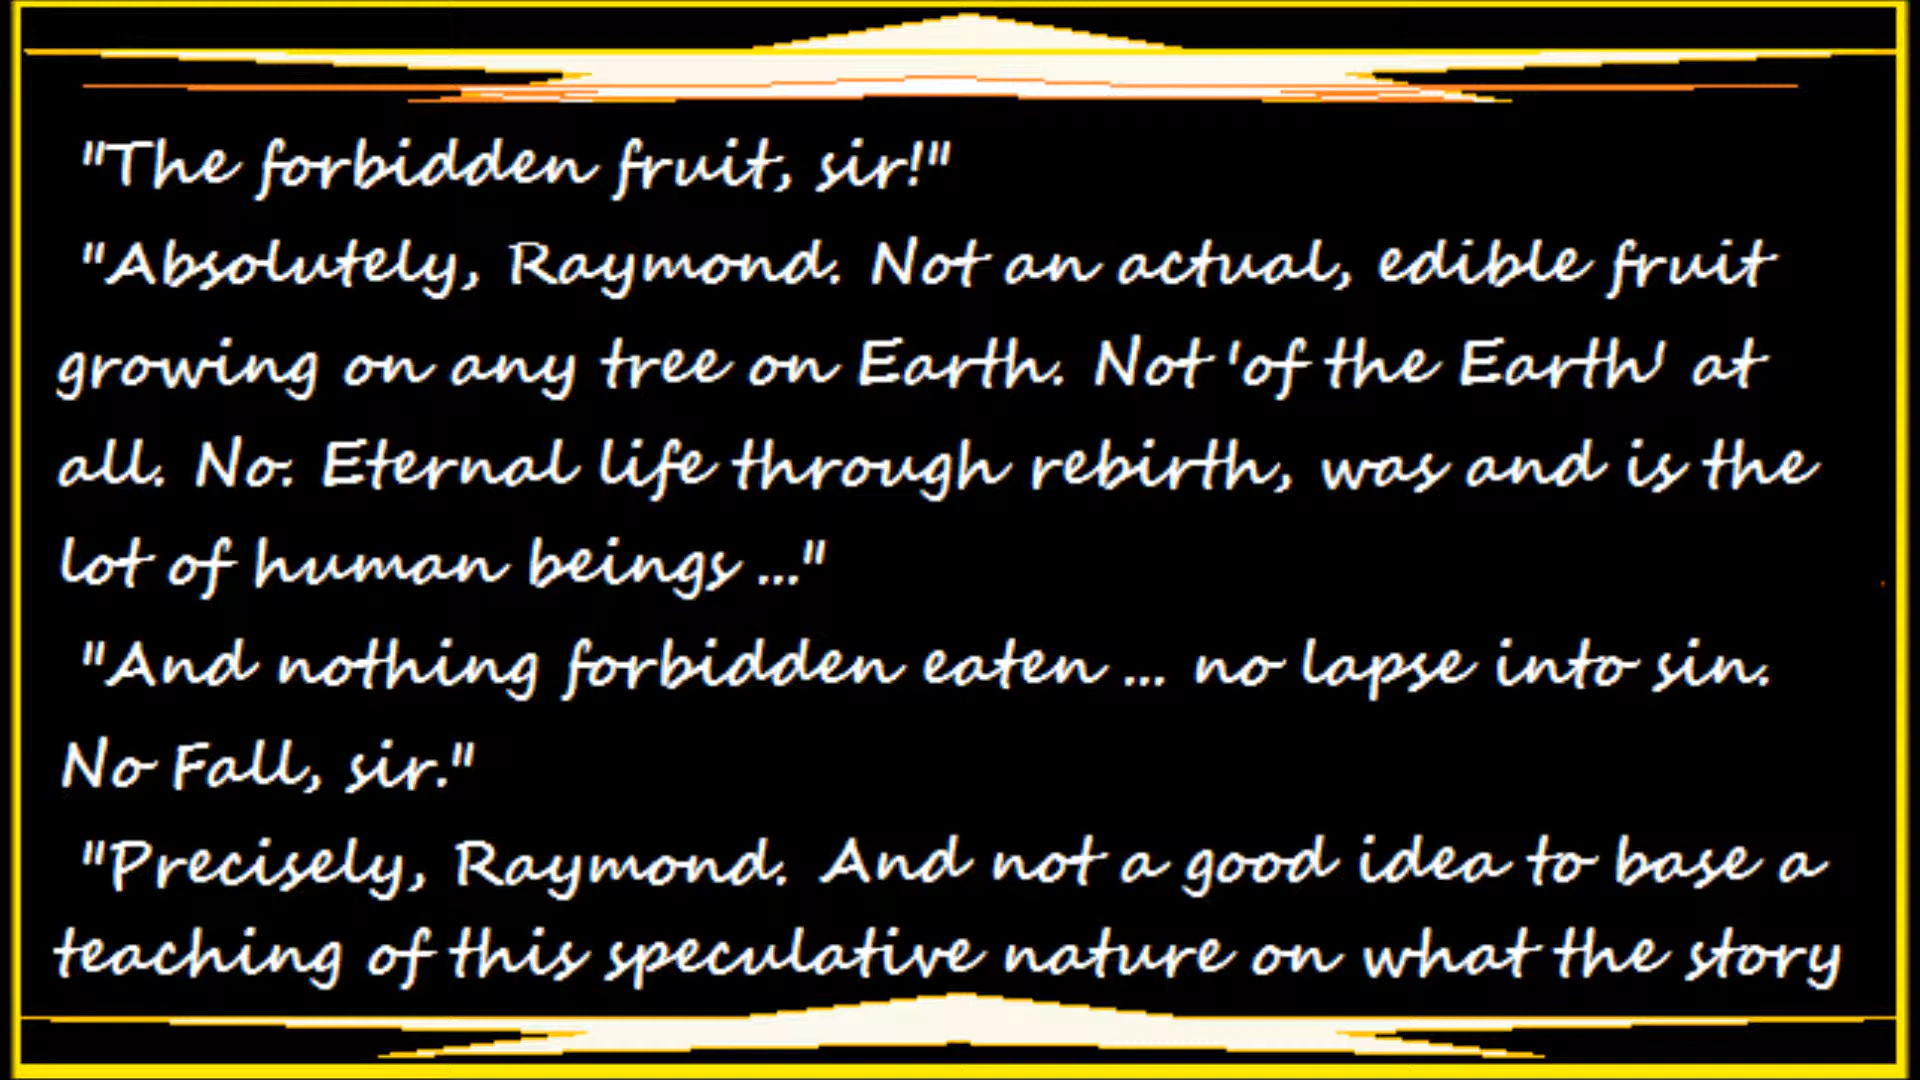 "The forbidden fruit, sir!"
"Absolutely, Raymond. Not an actual, edible fruit
growing on any tree on Earth. Not 'of the Earth' at
all. No. Eternal life through rebirth, was and is the
lot of human beings ..."
"And nothing forbidden eaten ... no lapse into sin.
No Fall, sir."
"Precisely, Raymond. And not a good idea to base a
teaching of this speculative nature on what the story